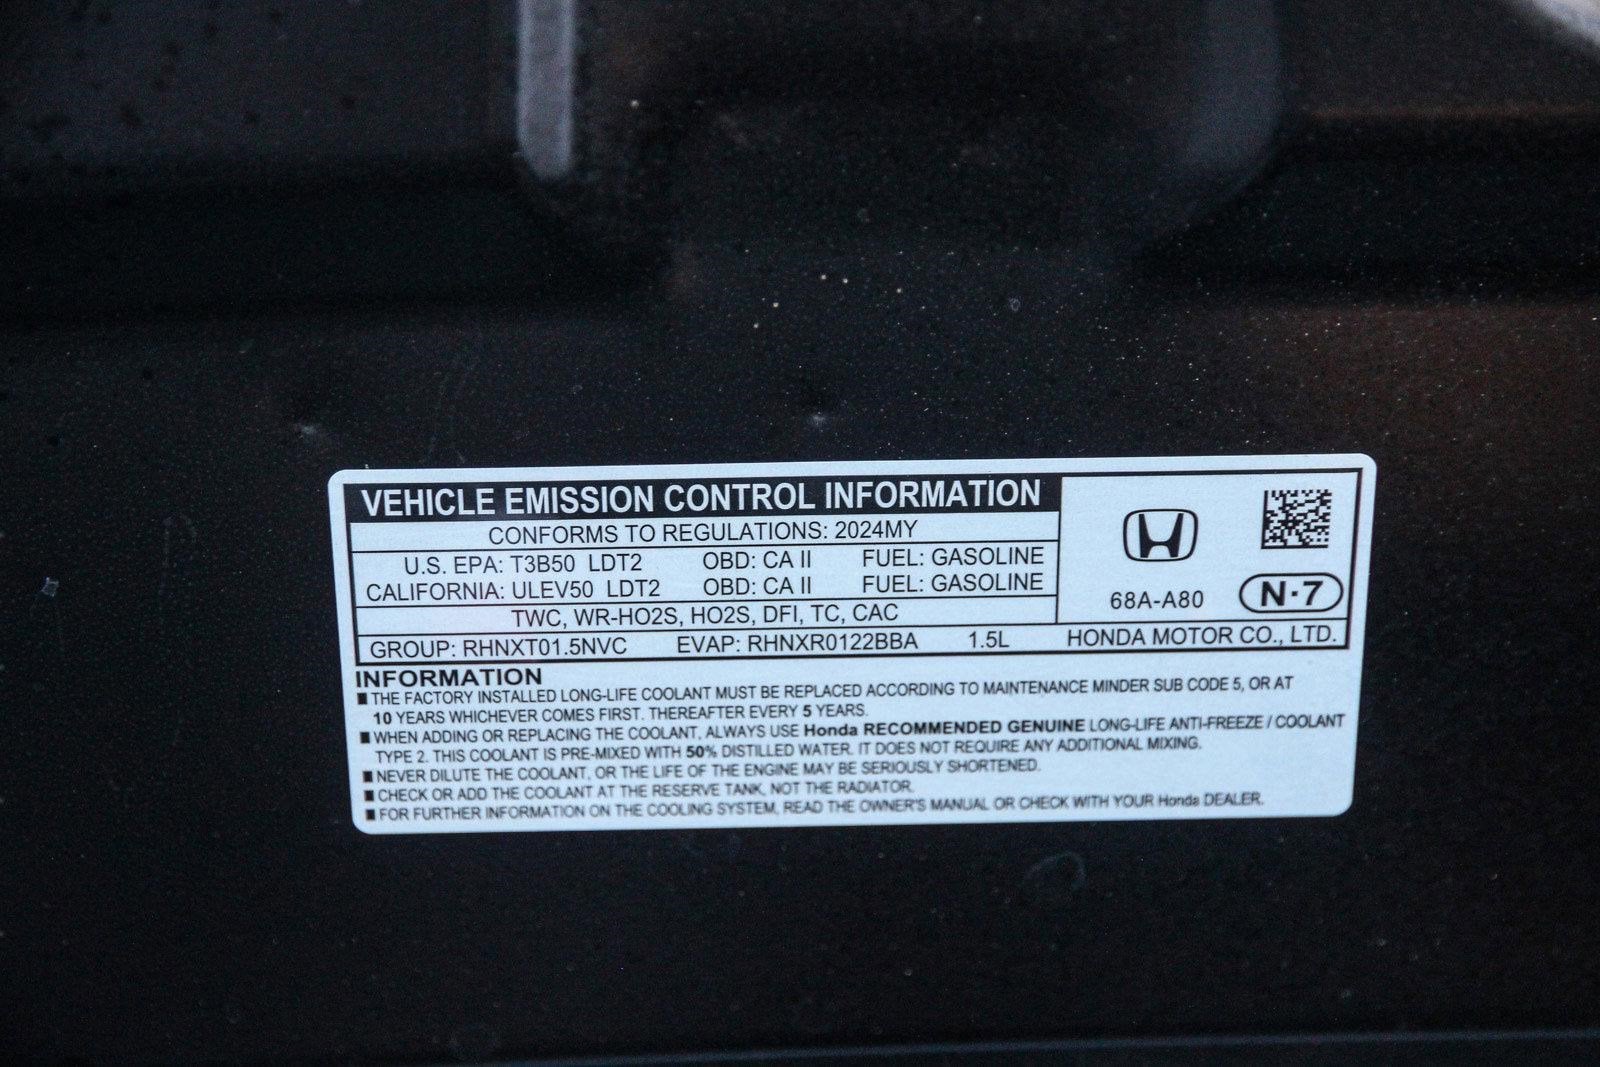 VEHICLE EMISSION CONTROL INFORMATION
CONFORMS TO REGULATIONS: 2024MY
U.S. EPA: T3B50 LDT2 OBD: CA II FUEL: GASOLINE
CALIFORNIA: ULEV50 LDT2 OBD: CA II FUEL: GASOLINE
TWC, WR-HO2S, HO2S, DFI, TC, CAC
68A-A80 N·7
GROUP: RHNXT01.5NVC EVAP: RHNXR0122BBA 1.5L HONDA MOTOR CO., LTD.
INFORMATION
■ THE FACTORY INSTALLED LONG-LIFE COOLANT MUST BE REPLACED ACCORDING TO MAINTENANCE MINDER SUB CODE 5, OR AT
10 YEARS WHICHEVER COMES FIRST. THEREAFTER EVERY 5 YEARS.
■ WHEN ADDING OR REPLACING THE COOLANT, ALWAYS USE Honda RECOMMENDED GENUINE LONG-LIFE ANTI-FREEZE / COOLANT
TYPE 2. THIS COOLANT IS PRE-MIXED WITH 50% DISTILLED WATER. IT DOES NOT REQUIRE ANY ADDITIONAL MIXING.
■ NEVER DILUTE THE COOLANT, OR THE LIFE OF THE ENGINE MAY BE SERIOUSLY SHORTENED.
■ CHECK OR ADD THE COOLANT AT THE RESERVE TANK, NOT THE RADIATOR.
■ FOR FURTHER INFORMATION ON THE COOLING SYSTEM, READ THE OWNER'S MANUAL OR CHECK WITH YOUR Honda DEALER.